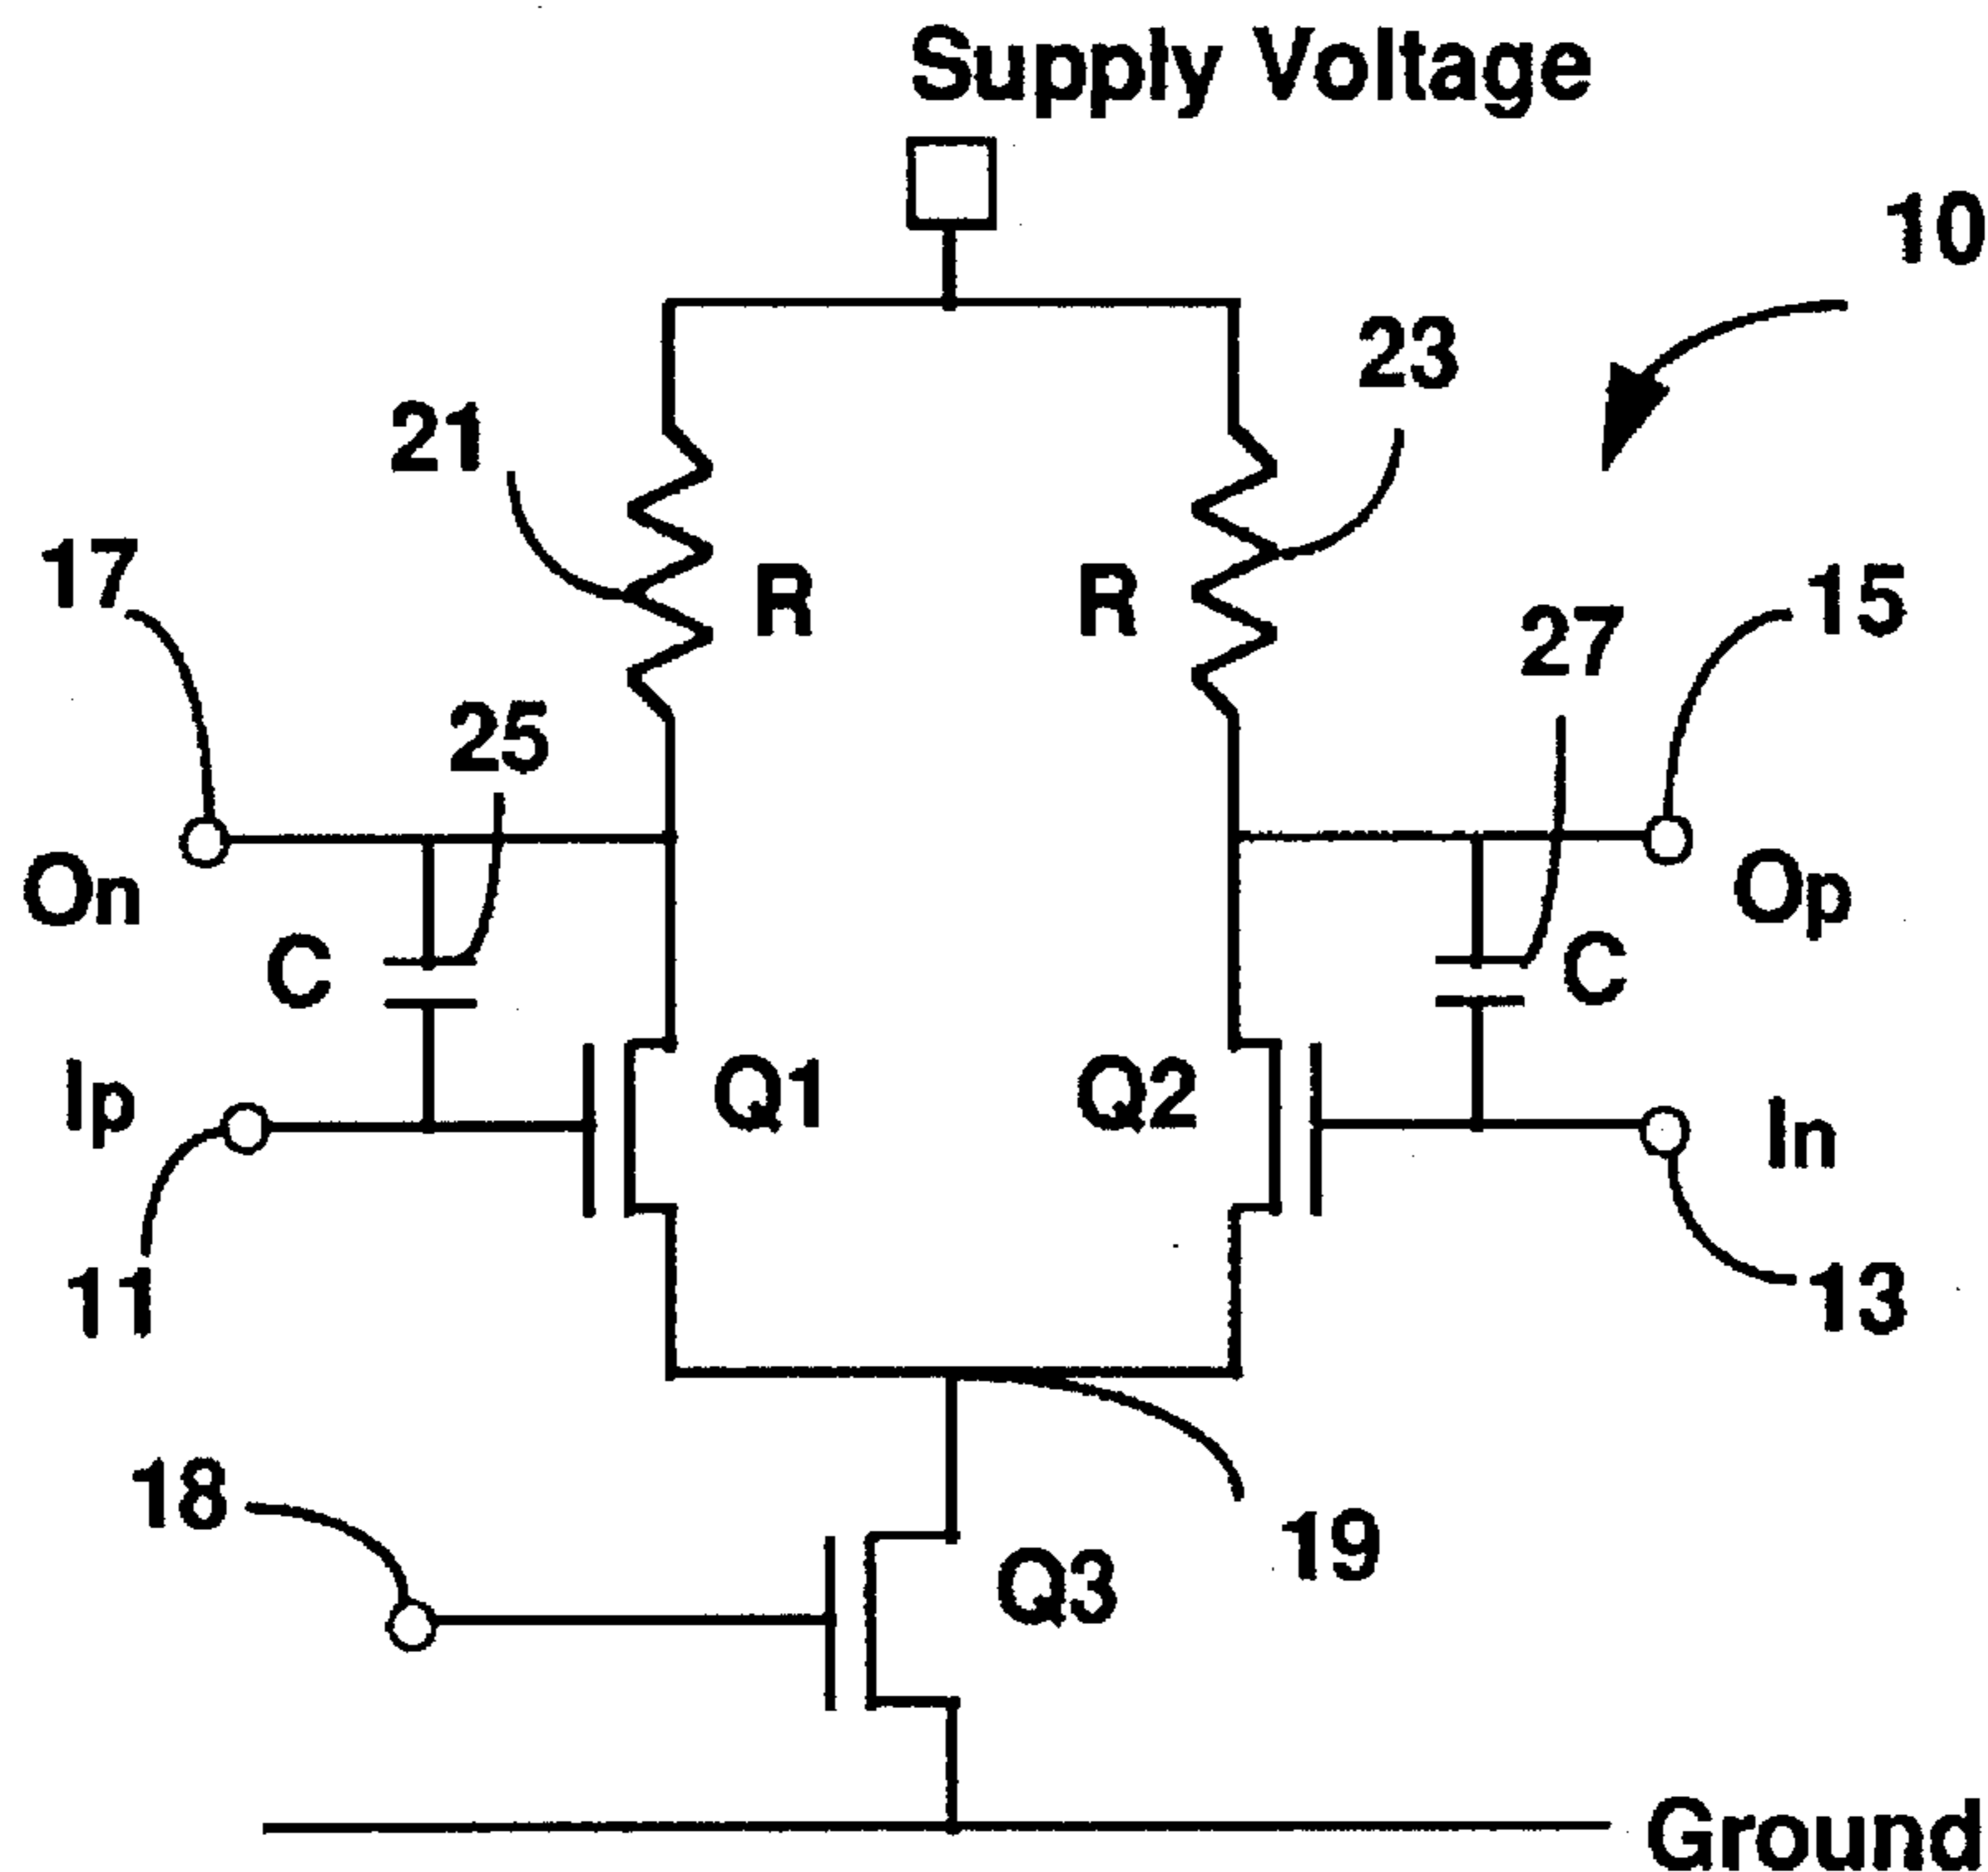 Supply Voltage
10
23
21
17
R
R
15
27
25
On
Op
C
C
Ip
Q1
Q2
In
11
13
18
19
Q3
Ground